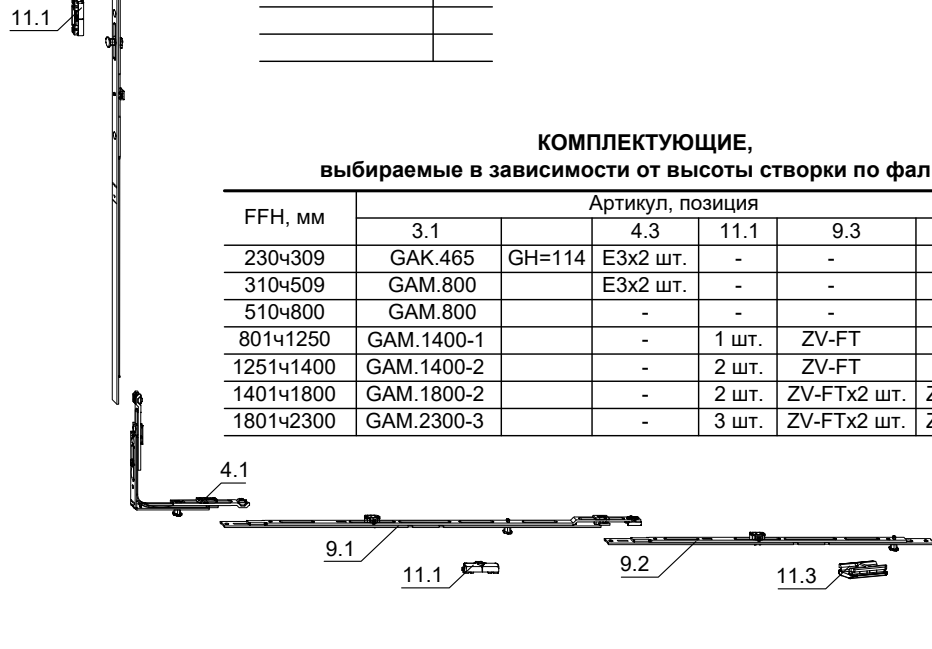 11.1
КОМПЛЕКТУЮЩИЕ,
выбираемые в зависимости от высоты створки по фал
FFH, мм Артикул, позиция
3.1 4.3 11.1 9.3
230ч309 GAK.465 GH=114 E3x2 шт. - -
310ч509 GAM.800 E3x2 шт. - -
510ч800 GAM.800 - - -
801ч1250 GAM.1400-1 - 1 шт. ZV-FT
1251ч1400 GAM.1400-2 - 2 шт. ZV-FT
1401ч1800 GAM.1800-2 - 2 шт. ZV-FTx2 шт. Z
1801ч2300 GAM.2300-3 - 3 шт. ZV-FTx2 шт. Z
4.1
9.1
11.1
9.2
11.3